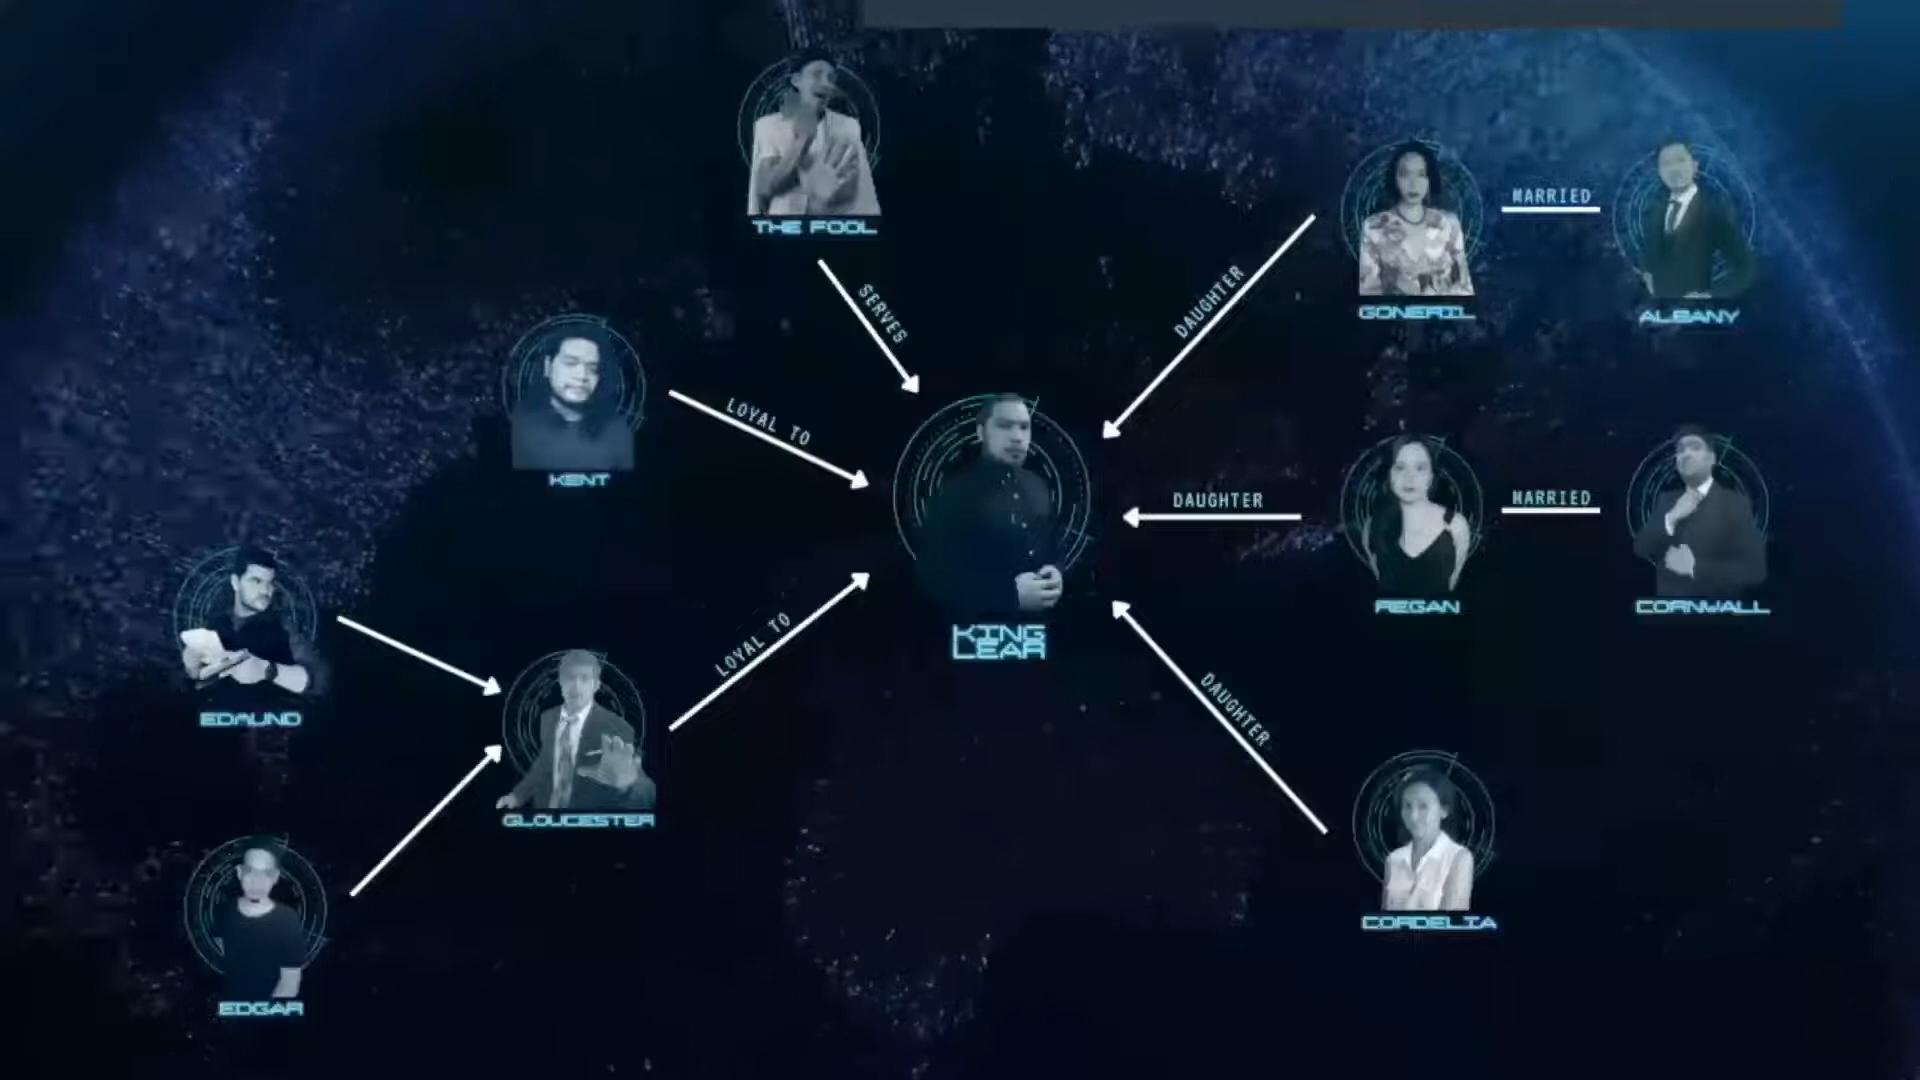 THE FOOL
MARRIED
SERVES
DAUGHTER
GONERIL
ALBANY
LOYAL TO
KENT
DAUGHTER
MARRIED
REGAN
CORNWALL
KING
LEAR
LOYAL TO
EDMUND
DAUGHTER
GLOUCESTER
CORDELIA
EDGAR